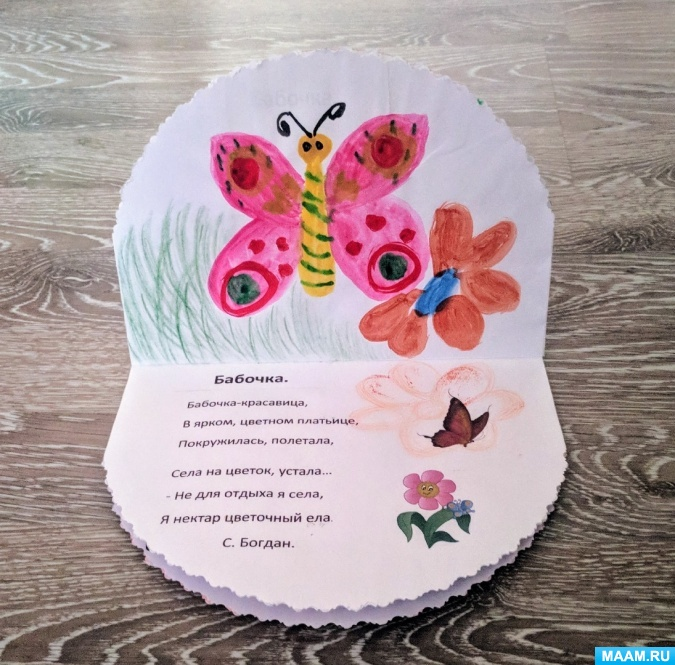 Бабочка.
Бабочка-красавица,
В ярком, цветном платьице,
Покружилась, полетала,
Села на цветок, устала...
- Не для отдыха я села,
Я нектар цветочный ела.
С. Богдан.
MAAM.RU